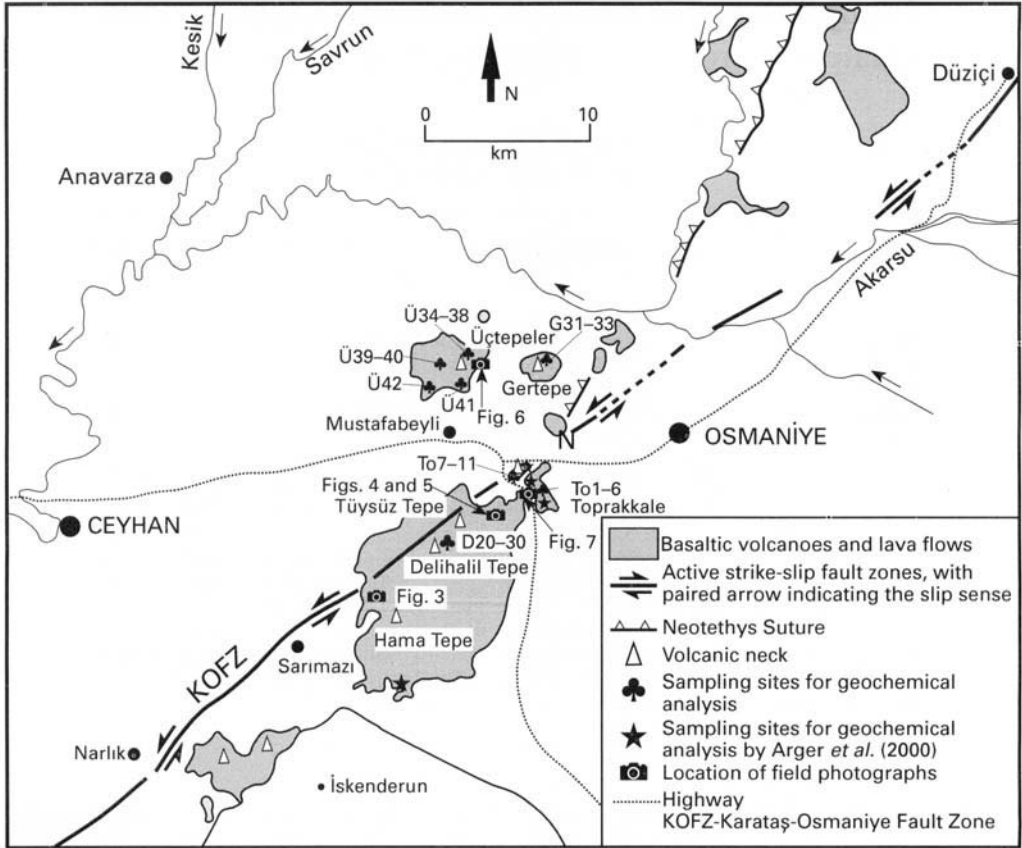 Kesik
Savrun
N
0 10
km
Düziçi
Anavarza
Akarsu
Ü34–38
Üçtepeler
G31–33
Ü39–40
Ü42
Ü41
Fig. 6
Gertepe
Mustafabeyli
N
OSMANİYE
To7–11
Figs. 4 and 5
Tüysüz Tepe
To1–6
Toprakkale
CEYHAN
D20–30
Fig. 7
Delihalil Tepe
Fig. 3
Hama Tepe
KOFZ
Sarımazı
Narlık
İskenderun
Basaltic volcanoes and lava flows
Active strike-slip fault zones, with
paired arrow indicating the slip sense
Neotethys Suture
Volcanic neck
Sampling sites for geochemical
analysis
Sampling sites for geochemical
analysis by Arger et al. (2000)
Location of field photographs
Highway
KOFZ-Karataş-Osmaniye Fault Zone